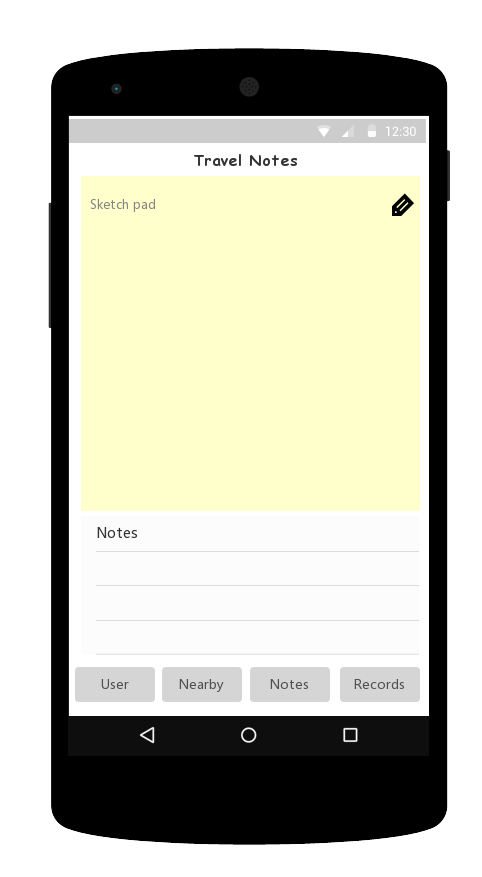 12:30
Travel Notes
Sketch pad
Notes
User Nearby Notes Records